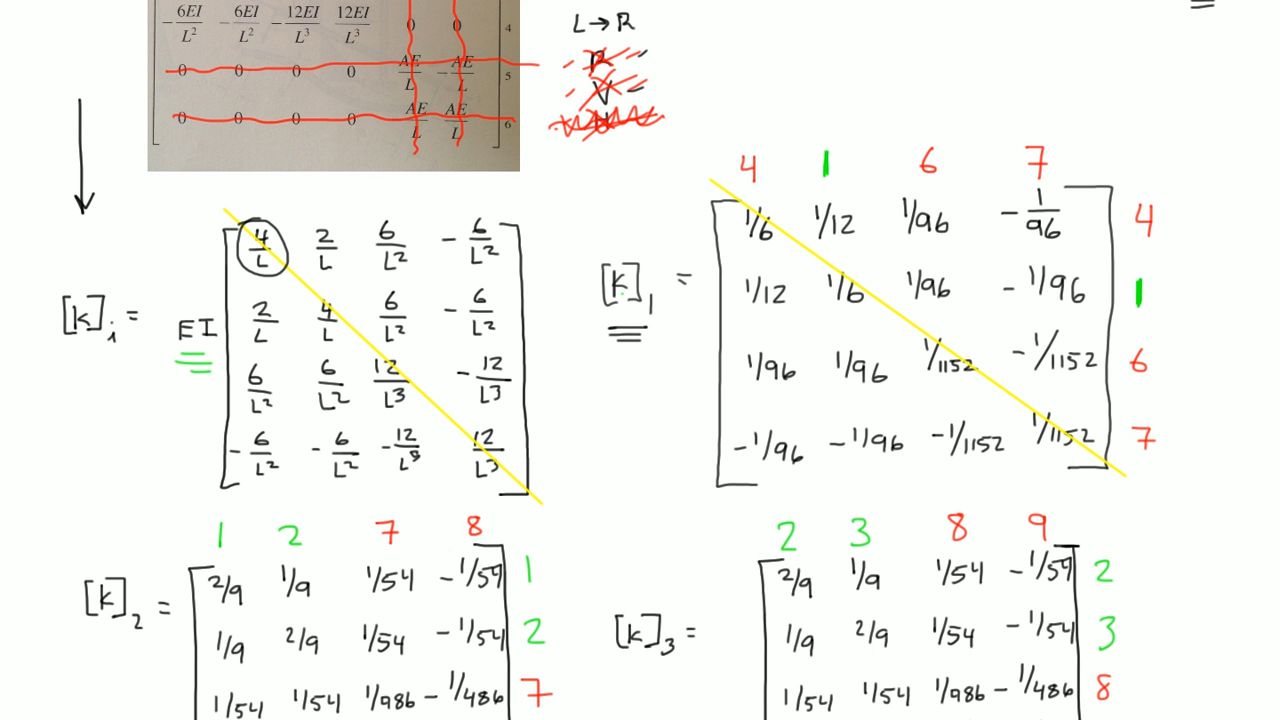 -6EI/L² -6EI/L² -12EI/L³ 12EI/L³ 0 0 4
0 0 0 0 AE/L -AE/L 5
0 0 0 0 AE/L AE/L 6
L → R
R
V
4 1 6 7
1/6 1/12 1/96 -1/96 4
[k]₁ = 1/12 1/6 1/96 -1/96 1
1/96 1/96 1/1152 -1/1152 6
-1/96 -1/96 -1/1152 1/1152 7
4/L 2/L 6/L² -6/L²
[k]i = EI 2/L 4/L 6/L² -6/L²
6/L² 6/L² 12/L³ -12/L³
-6/L² -6/L² -12/L³ 12/L³
1 2 7 8
[k]₂ = 2/9 1/9 1/54 -1/54 1
1/9 2/9 1/54 -1/54 2
1/54 1/54 1/986 -1/486 7
2 3 8 9
[k]₃ = 2/9 1/9 1/54 -1/54 2
1/9 2/9 1/54 -1/54 3
1/54 1/54 1/986 -1/486 8